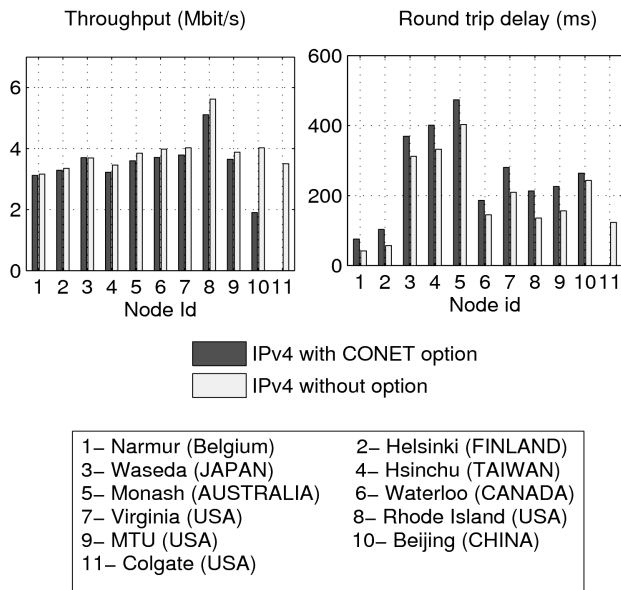 Throughput (Mbit/s)
6
4
2
0
1 2 3 4 5 6 7 8 9 10 11
Node Id
Round trip delay (ms)
600
400
200
0
1 2 3 4 5 6 7 8 9 10 11
Node id
IPv4 with CONET option
IPv4 without option
1– Narmur (Belgium)
2– Helsinki (FINLAND)
3– Waseda (JAPAN)
4– Hsinchu (TAIWAN)
5– Monash (AUSTRALIA)
6– Waterloo (CANADA)
7– Virginia (USA)
8– Rhode Island (USA)
9– MTU (USA)
10– Beijing (CHINA)
11– Colgate (USA)